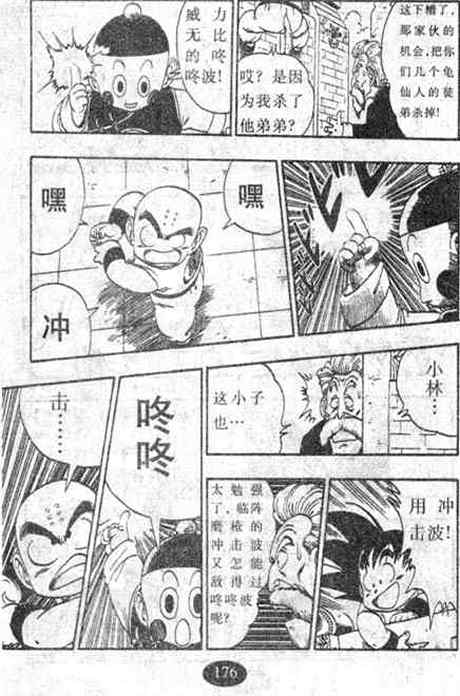 这下糟了，
那家伙的
机会，把你
们几个龟
仙人的徒
弟杀掉！
哎？是因
为我杀了
他弟弟？
威力
无比
的咚
咚波！
嘿
嘿
冲
小
林
…
这小子
也…
用冲
击波！
太勉强
了，临阵
磨枪的
冲击波
又怎能
敌得过
咚咚波
呢？
咚
咚
击
……
176